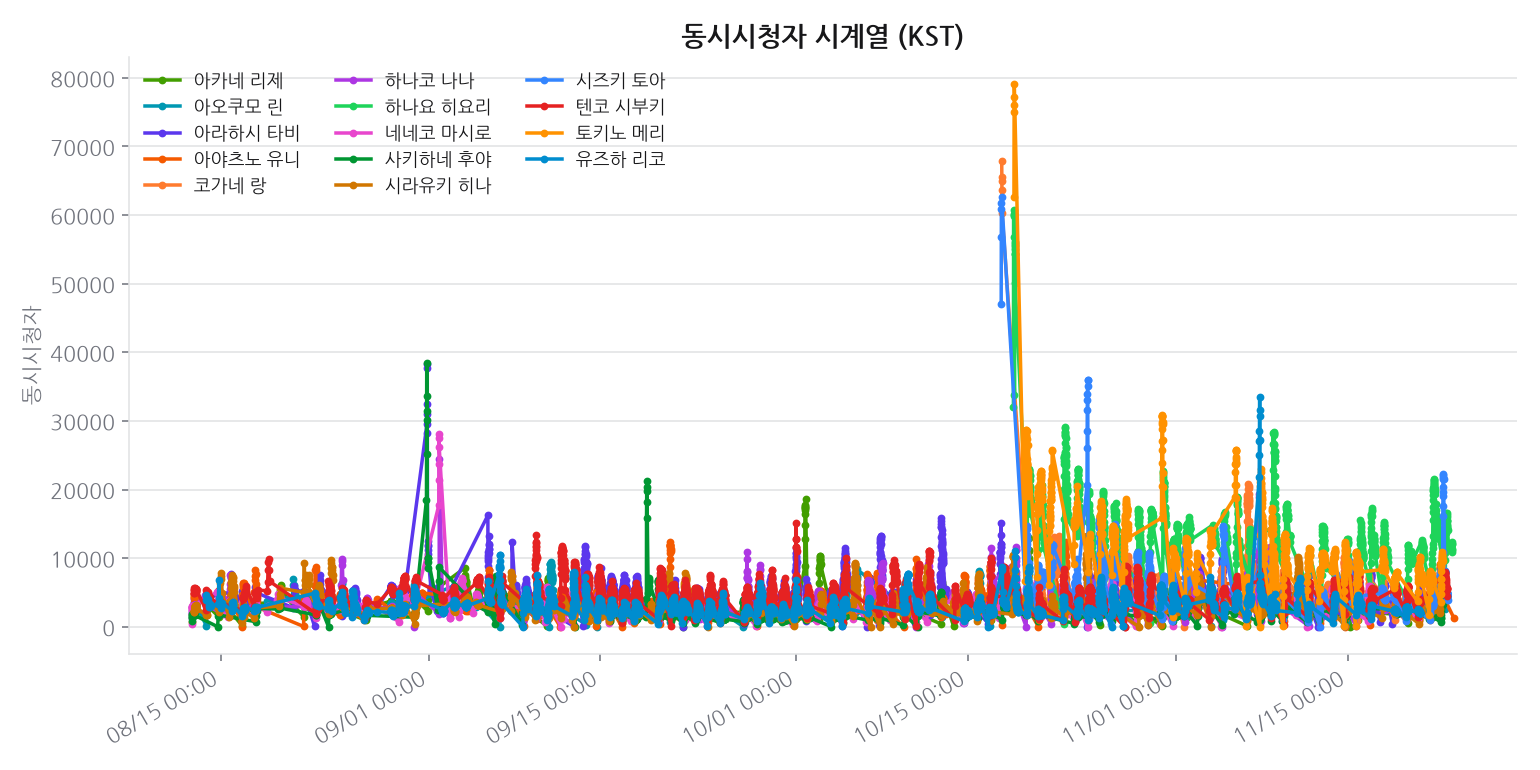 동시시청자 시계열 (KST)
아카네 리제
아오쿠모 린
아라하시 타비
아야츠노 유니
코가네 랑
하나코 나나
하나요 히요리
네네코 마시로
사키하네 후야
시라유키 히나
시즈키 토아
텐코 시부키
토키노 메리
유즈하 리코
동시시청자
80000
70000
60000
50000
40000
30000
20000
10000
0
08/15 00:00
09/01 00:00
09/15 00:00
10/01 00:00
10/15 00:00
11/01 00:00
11/15 00:00